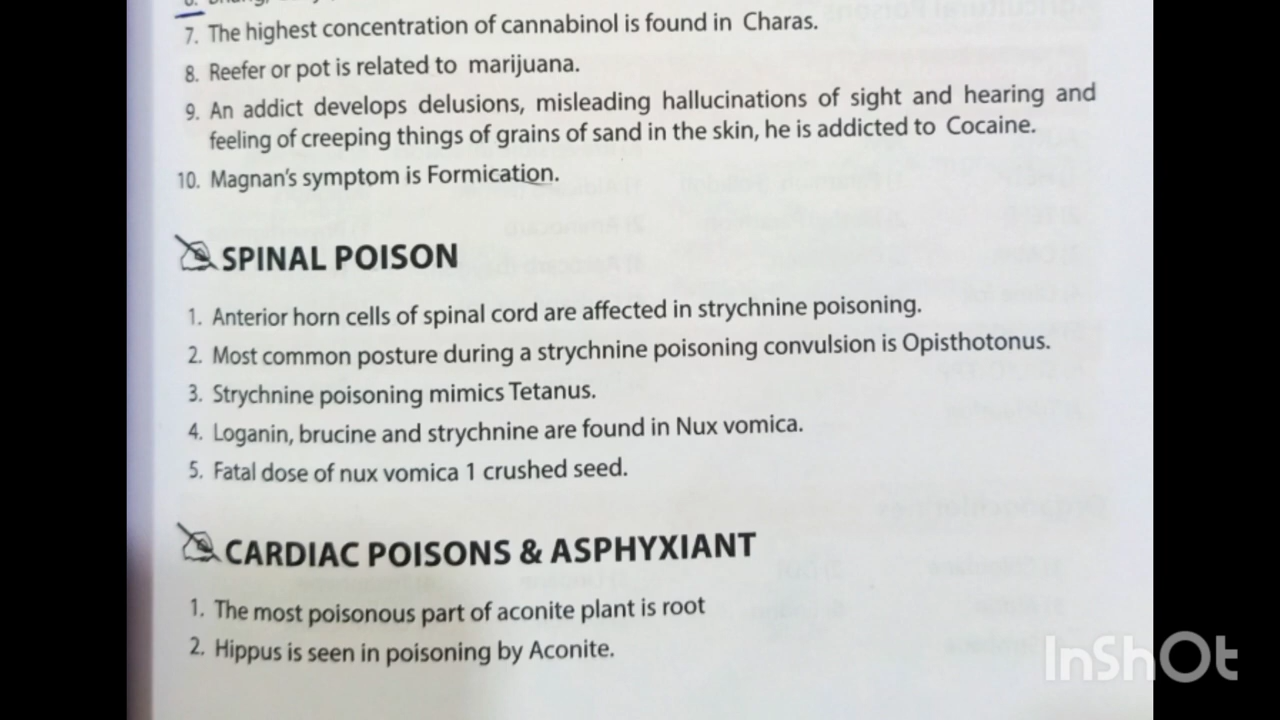 7. The highest concentration of cannabinol is found in Charas.
8. Reefer or pot is related to marijuana.
9. An addict develops delusions, misleading hallucinations of sight and hearing and
feeling of creeping things of grains of sand in the skin, he is addicted to Cocaine.
10. Magnan's symptom is Formication.
SPINAL POISON
1. Anterior horn cells of spinal cord are affected in strychnine poisoning.
2. Most common posture during a strychnine poisoning convulsion is Opisthotonus.
3. Strychnine poisoning mimics Tetanus.
4. Loganin, brucine and strychnine are found in Nux vomica.
5. Fatal dose of nux vomica 1 crushed seed.
CARDIAC POISONS & ASPHYXIANT
1. The most poisonous part of aconite plant is root
2. Hippus is seen in poisoning by Aconite.
InShOt